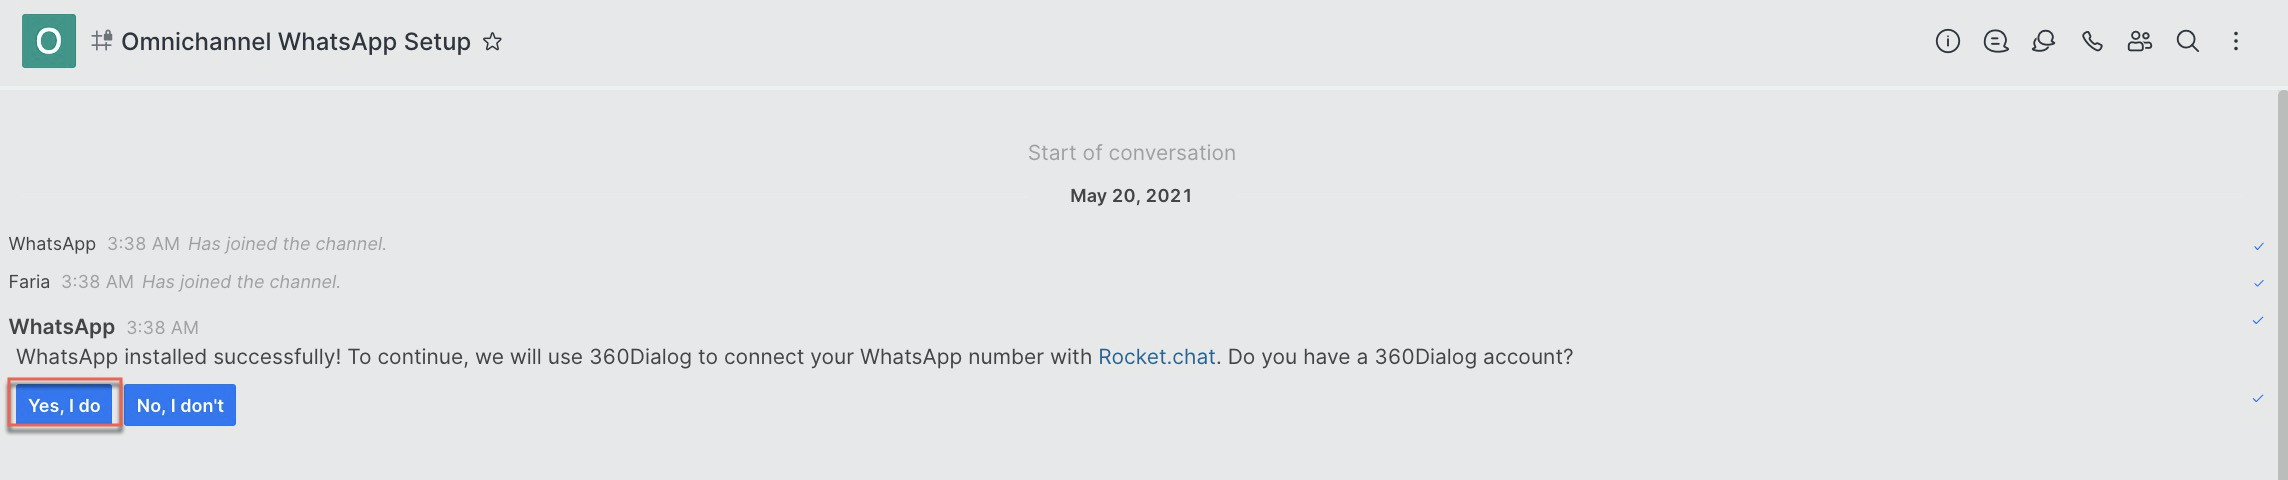 O Omnichannel WhatsApp Setup
Start of conversation
May 20, 2021
WhatsApp 3:38 AM Has joined the channel.
Faria 3:38 AM Has joined the channel.
WhatsApp 3:38 AM
WhatsApp installed successfully! To continue, we will use 360Dialog to connect your WhatsApp number with Rocket.chat. Do you have a 360Dialog account?
Yes, I do No, I don't